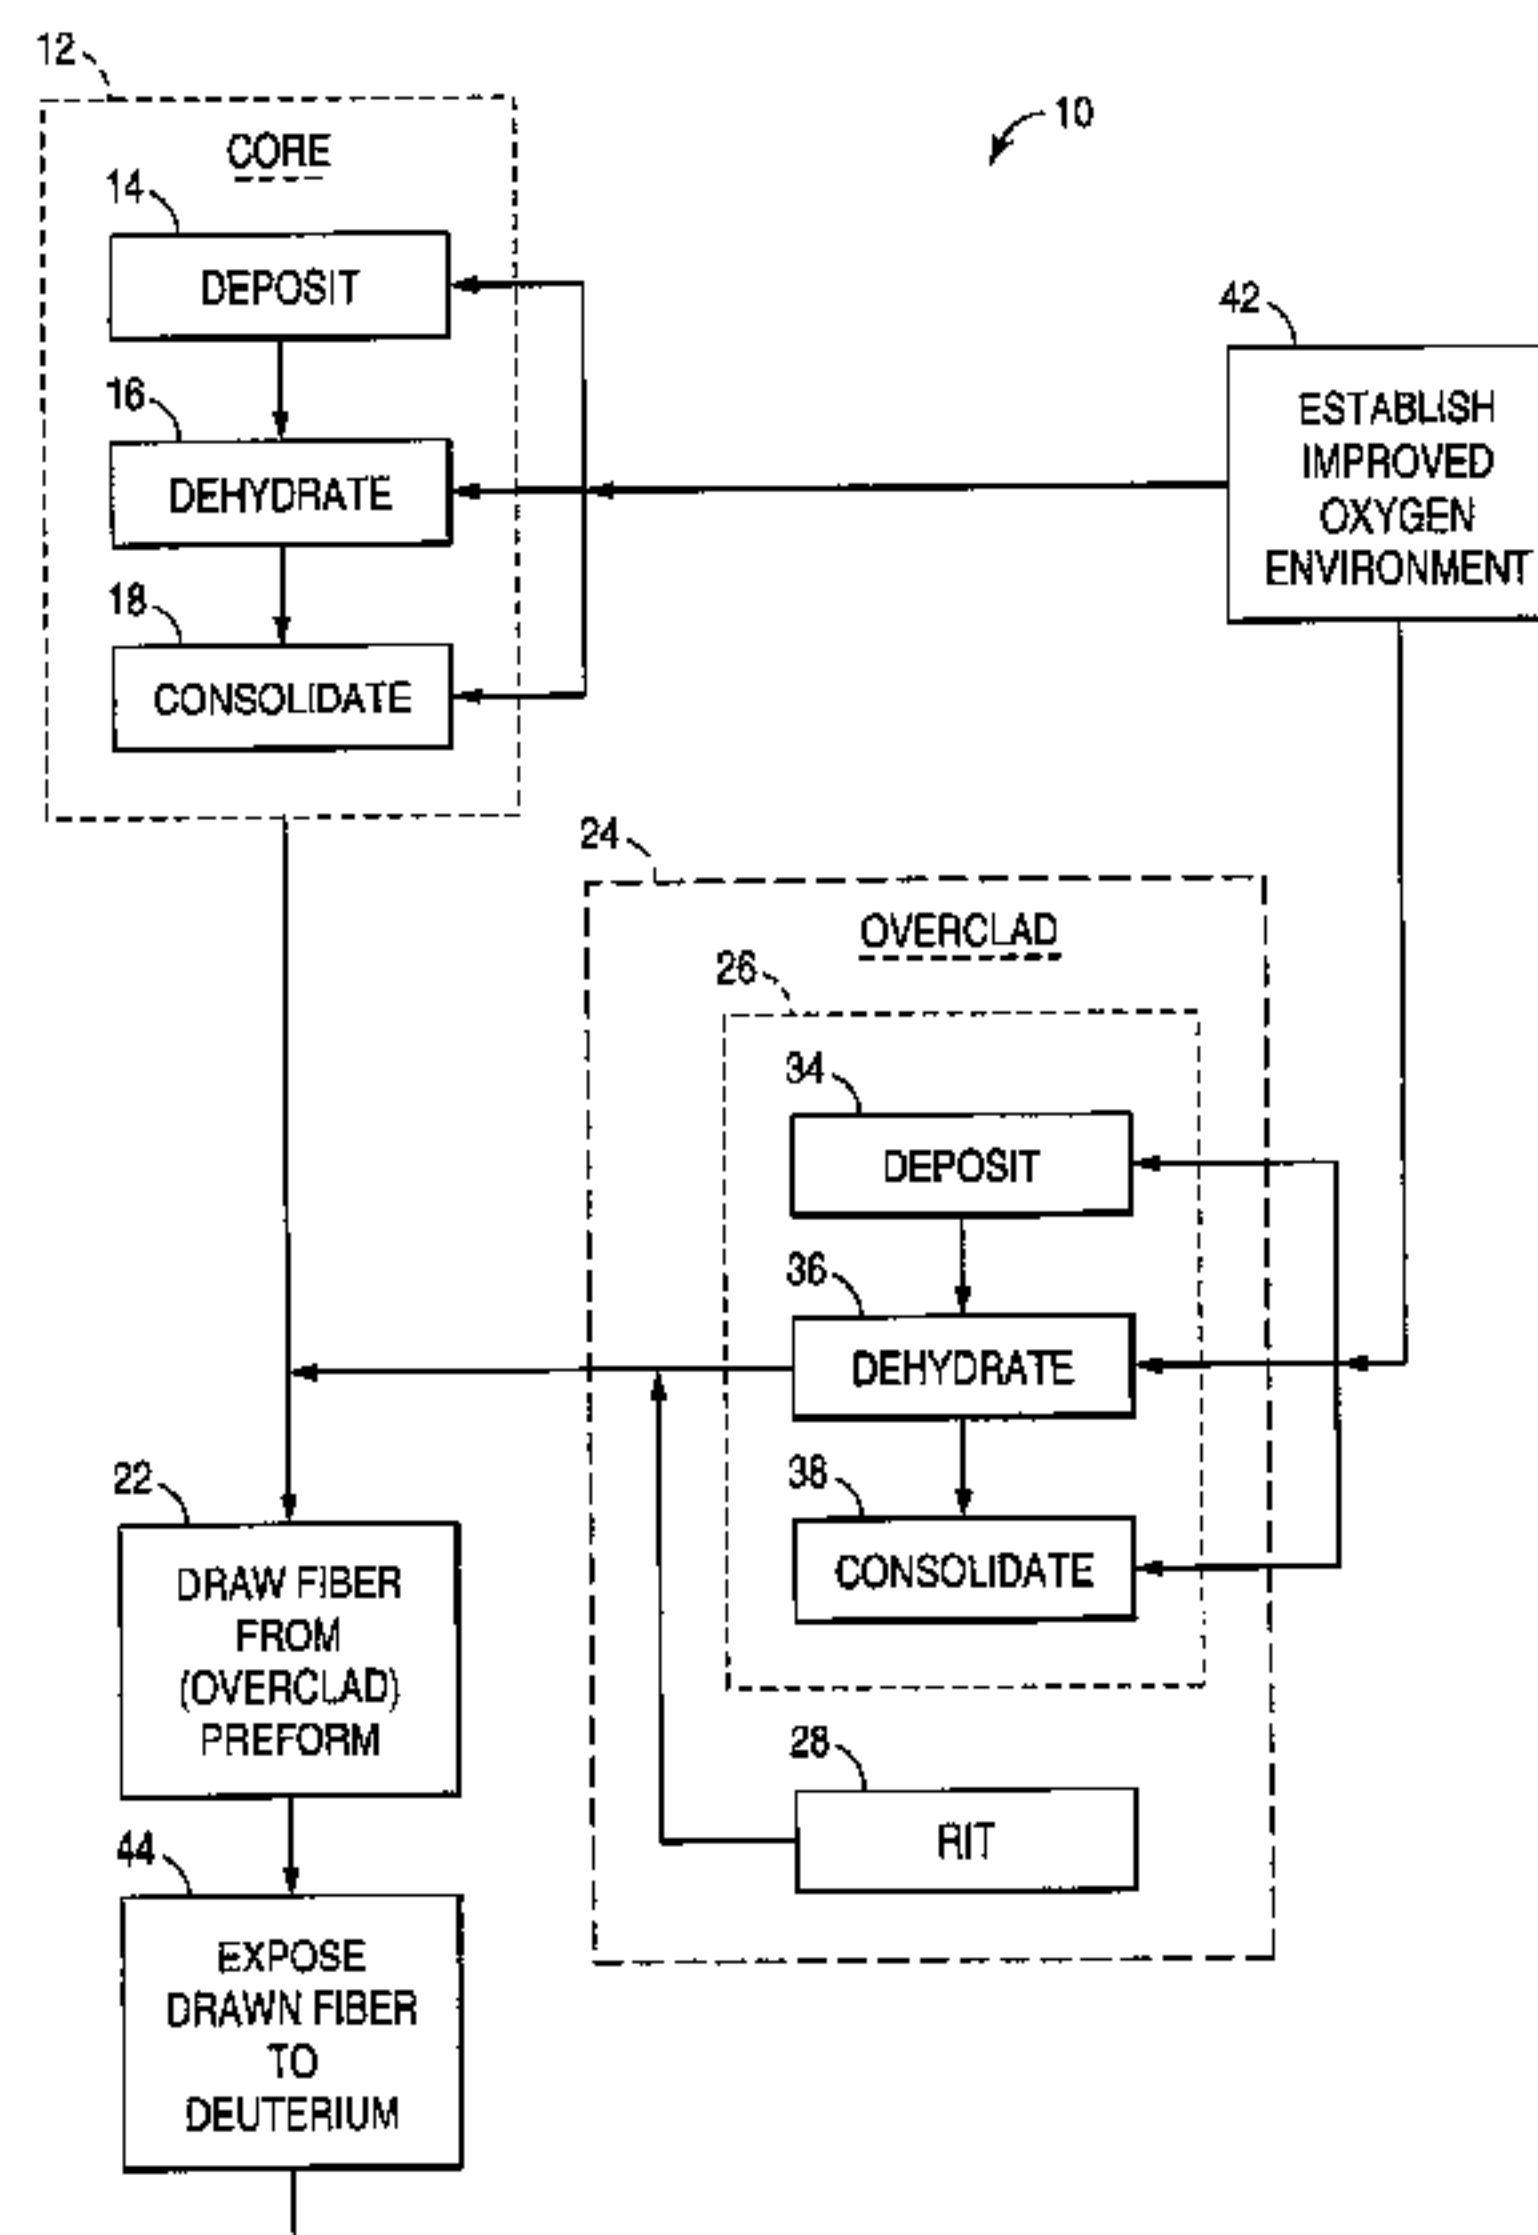 12
CORE
10
14
DEPOSIT
42
16
DEHYDRATE
ESTABLISH
IMPROVED
OXYGEN
ENVIRONMENT
18
CONSOLIDATE
24
OVERCLAD
26
34
DEPOSIT
36
DEHYDRATE
38
CONSOLIDATE
22
DRAW FIBER
FROM
(OVERCLAD)
PREFORM
28
RIT
44
EXPOSE
DRAWN FIBER
TO
DEUTERIUM